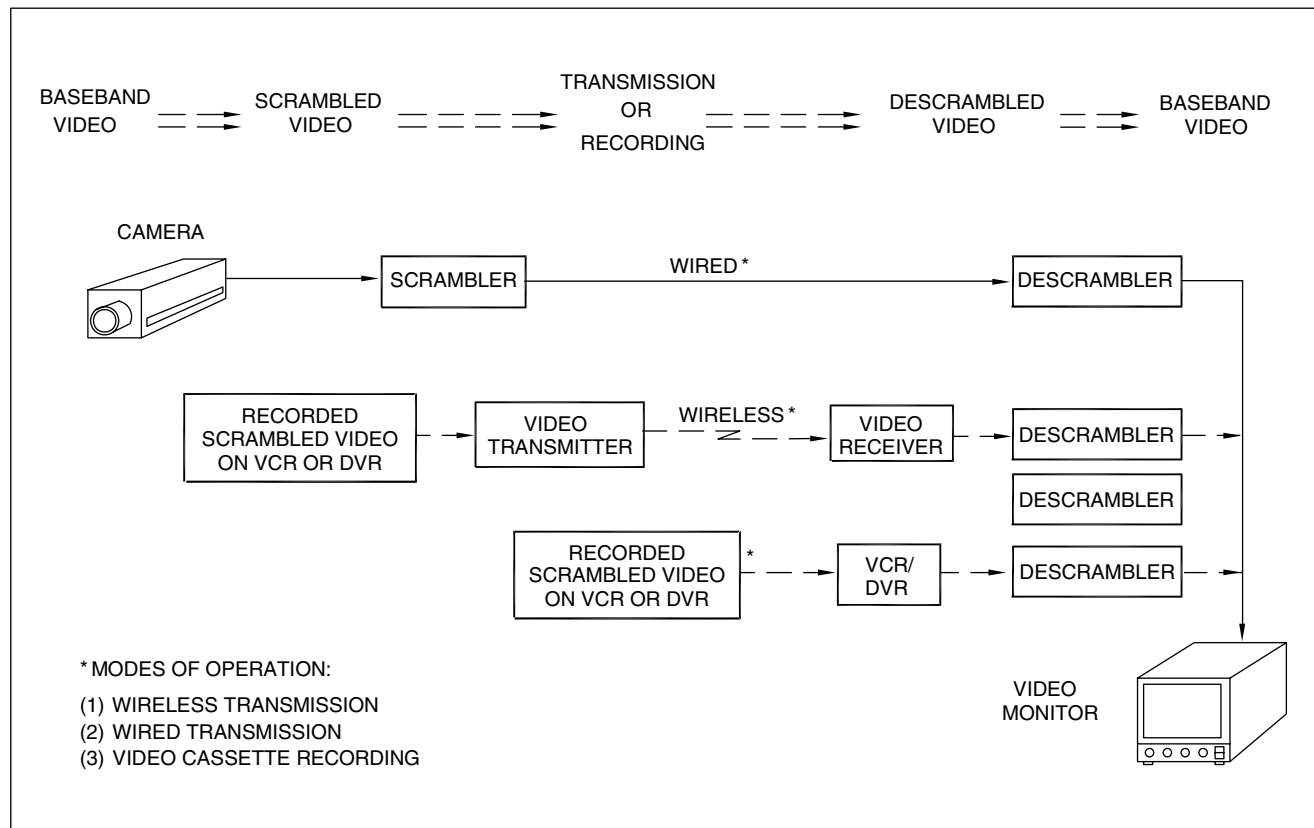 BASEBAND
VIDEO
SCRAMBLED
VIDEO
TRANSMISSION
OR
RECORDING
DESCRAMBLED
VIDEO
BASEBAND
VIDEO
CAMERA
SCRAMBLER
WIRED *
DESCRAMBLER
RECORDED
SCRAMBLED VIDEO
ON VCR OR DVR
VIDEO
TRANSMITTER
WIRELESS *
VIDEO
RECEIVER
DESCRAMBLER
DESCRAMBLER
RECORDED
SCRAMBLED VIDEO
ON VCR OR DVR
*
VCR/
DVR
DESCRAMBLER
* MODES OF OPERATION:
(1) WIRELESS TRANSMISSION
(2) WIRED TRANSMISSION
(3) VIDEO CASSETTE RECORDING
VIDEO
MONITOR